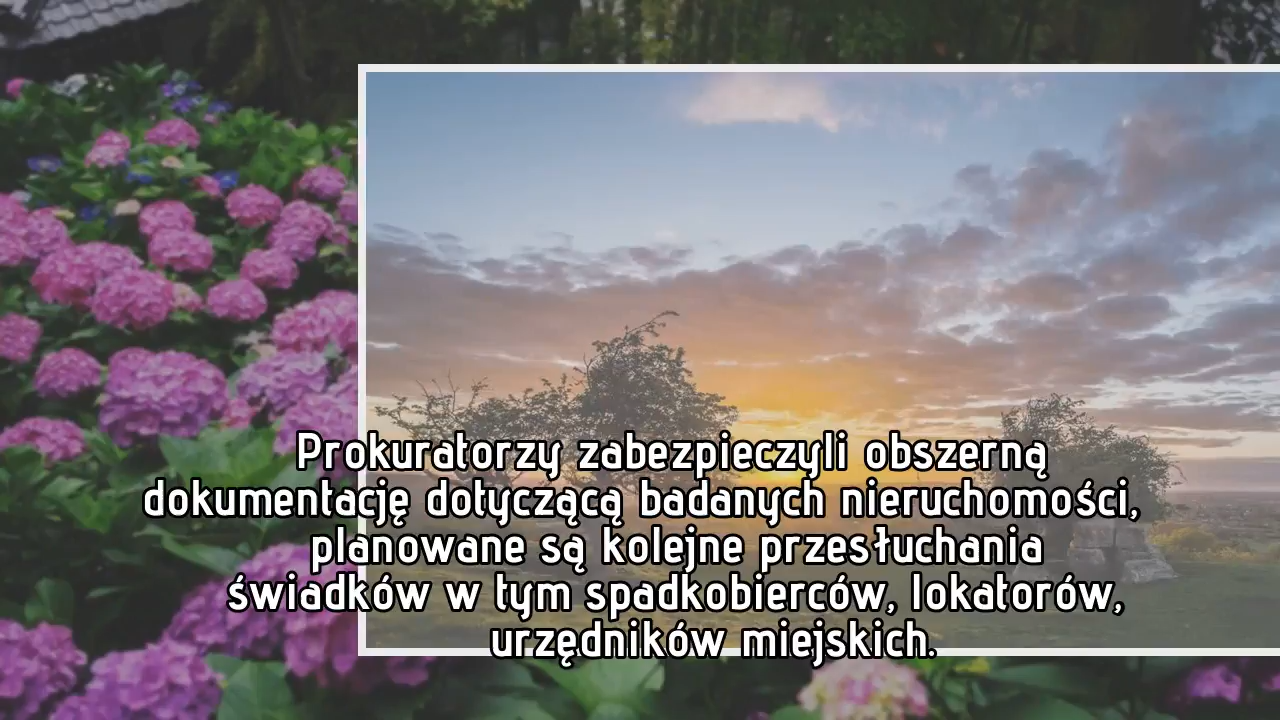 Prokuratorzy zabezpieczyli obszerną
dokumentację dotyczącą badanych nieruchomości,
planowane są kolejne przesłuchania
świadków w tym spadkobierców, lokatorów,
urzędników miejskich.